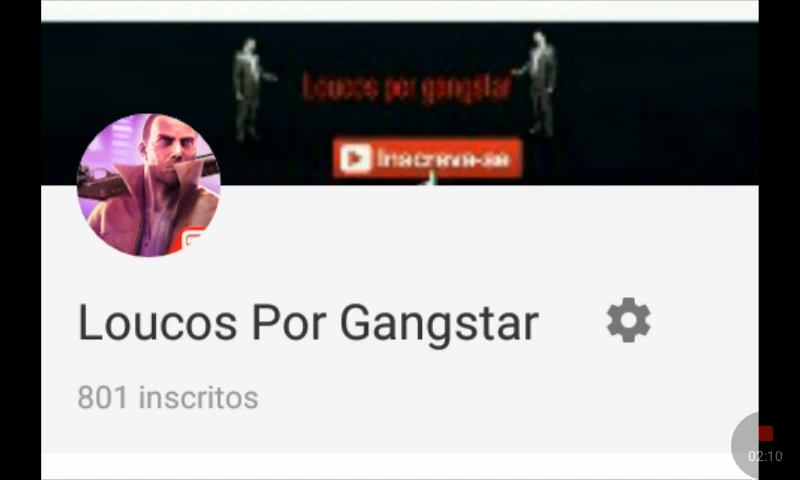 Loucos por gangstar
Inscreva-se
Loucos Por Gangstar
801 inscritos
02:10